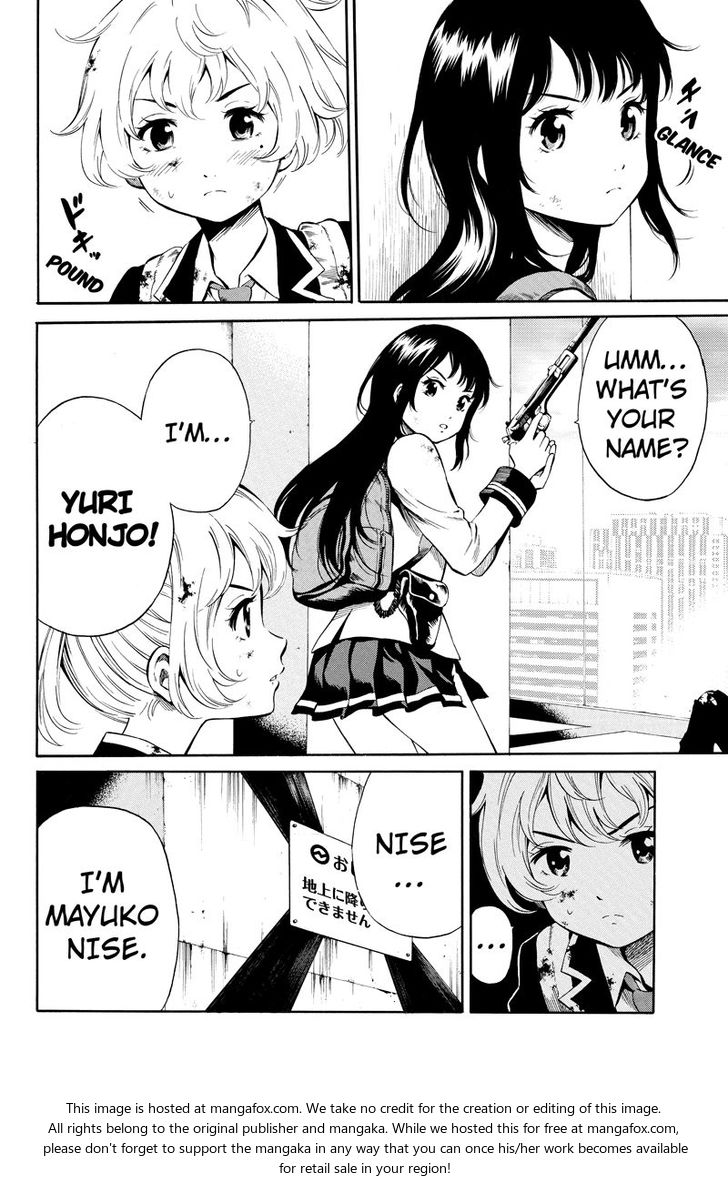 ドキッ
POUND
チラ
GLANCE
UMM...
WHAT'S
YOUR
NAME?
I'M...
YURI
HONJO!
...
NISE
...
地上に降り
できません
I'M
MAYUKO
NISE.
This image is hosted at mangafox.com. We take no credit for the creation or editing of this image.
All rights belong to the original publisher and mangaka. While we hosted this for free at mangafox.com,
please don't forget to support the mangaka in any way that you can once his/her work becomes available
for retail sale in your region!